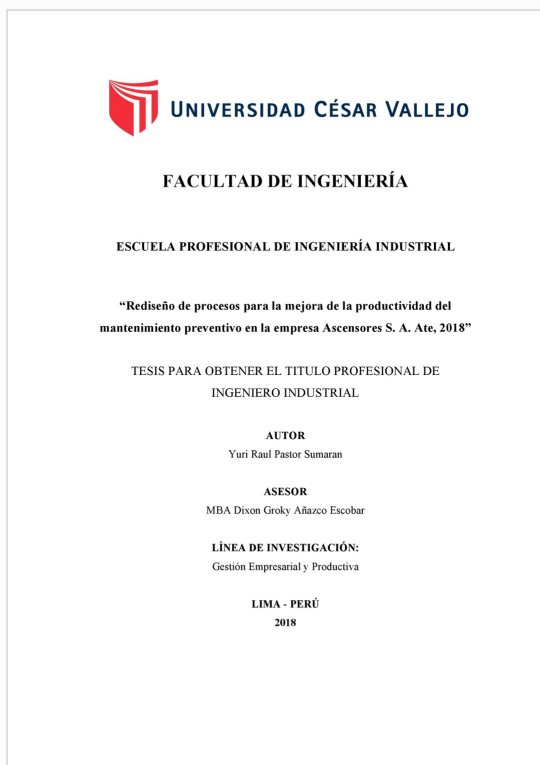 UNIVERSIDAD CÉSAR VALLEJO
FACULTAD DE INGENIERÍA
ESCUELA PROFESIONAL DE INGENIERÍA INDUSTRIAL
“Rediseño de procesos para la mejora de la productividad del
mantenimiento preventivo en la empresa Ascensores S. A. Ate, 2018”
TESIS PARA OBTENER EL TITULO PROFESIONAL DE
INGENIERO INDUSTRIAL
AUTOR
Yuri Raul Pastor Sumaran
ASESOR
MBA Dixon Groky Añazco Escobar
LÍNEA DE INVESTIGACIÓN:
Gestión Empresarial y Productiva
LIMA - PERÚ
2018